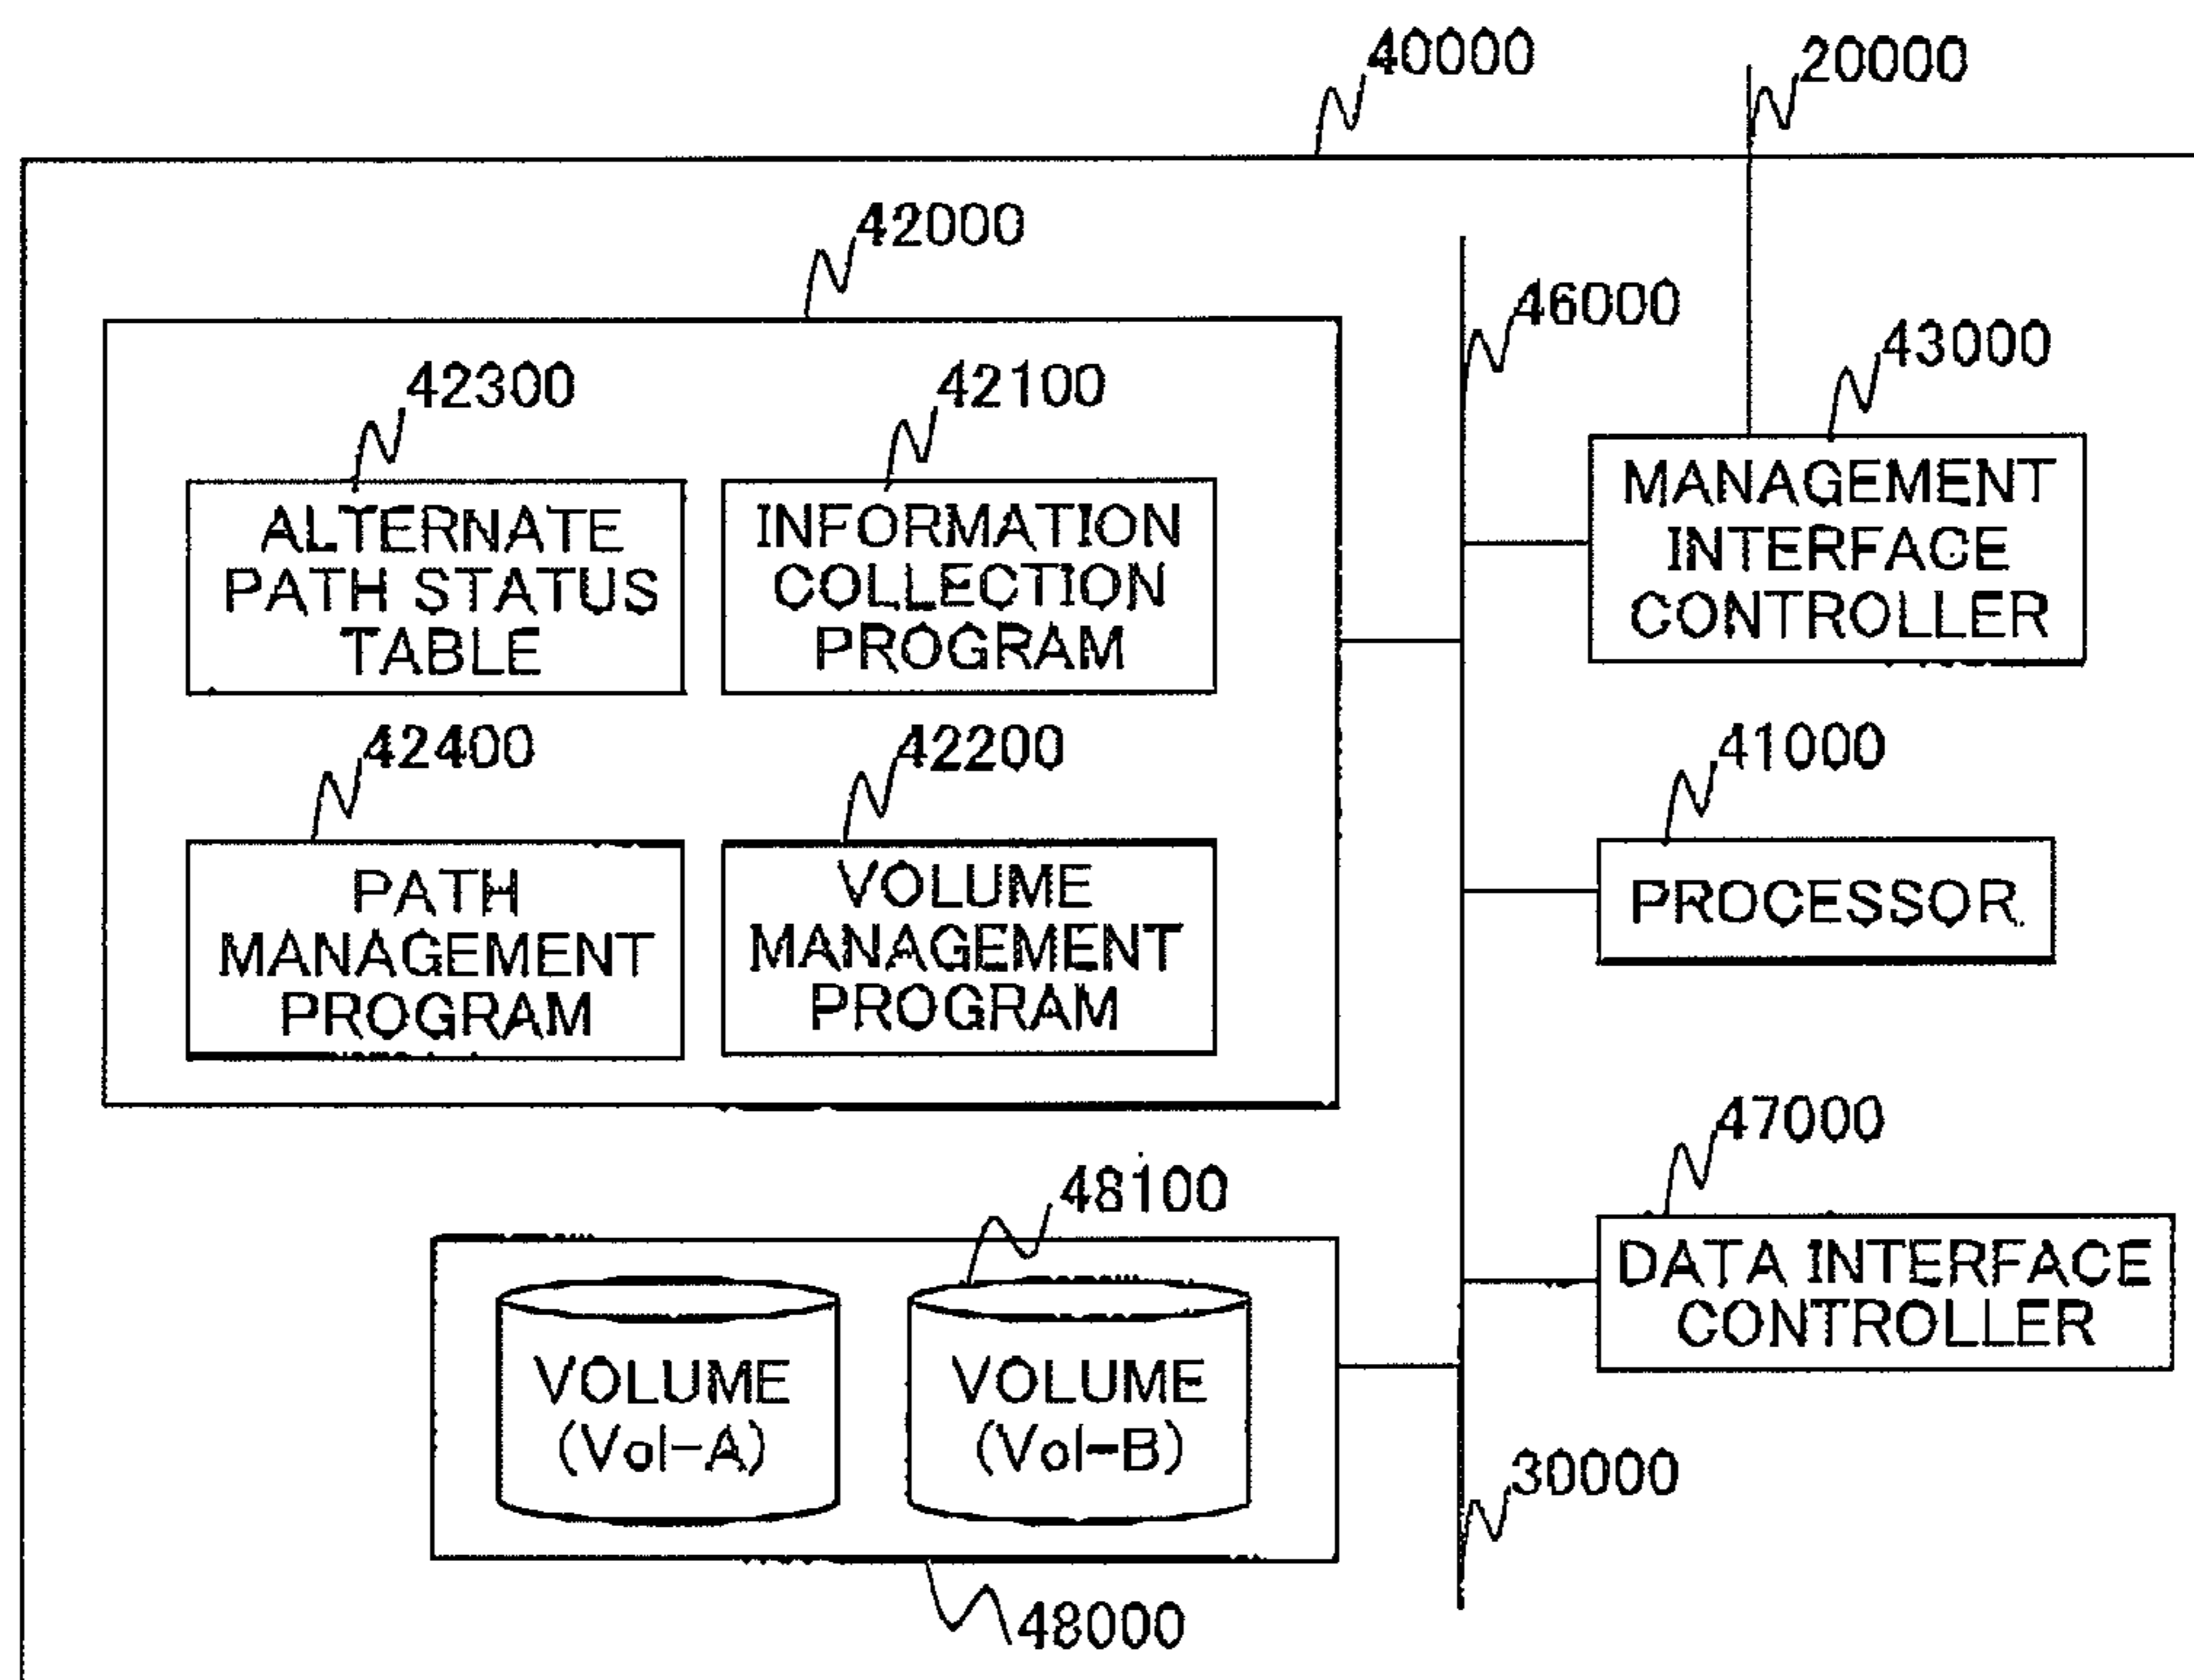 40000
20000
42000
46000
43000
42300
42100
ALTERNATE
PATH STATUS
TABLE
INFORMATION
COLLECTION
PROGRAM
MANAGEMENT
INTERFACE
CONTROLLER
42400
42200
41000
PATH
MANAGEMENT
PROGRAM
VOLUME
MANAGEMENT
PROGRAM
PROCESSOR
47000
48100
DATA INTERFACE
CONTROLLER
VOLUME
(Vol-A)
VOLUME
(Vol-B)
30000
48000